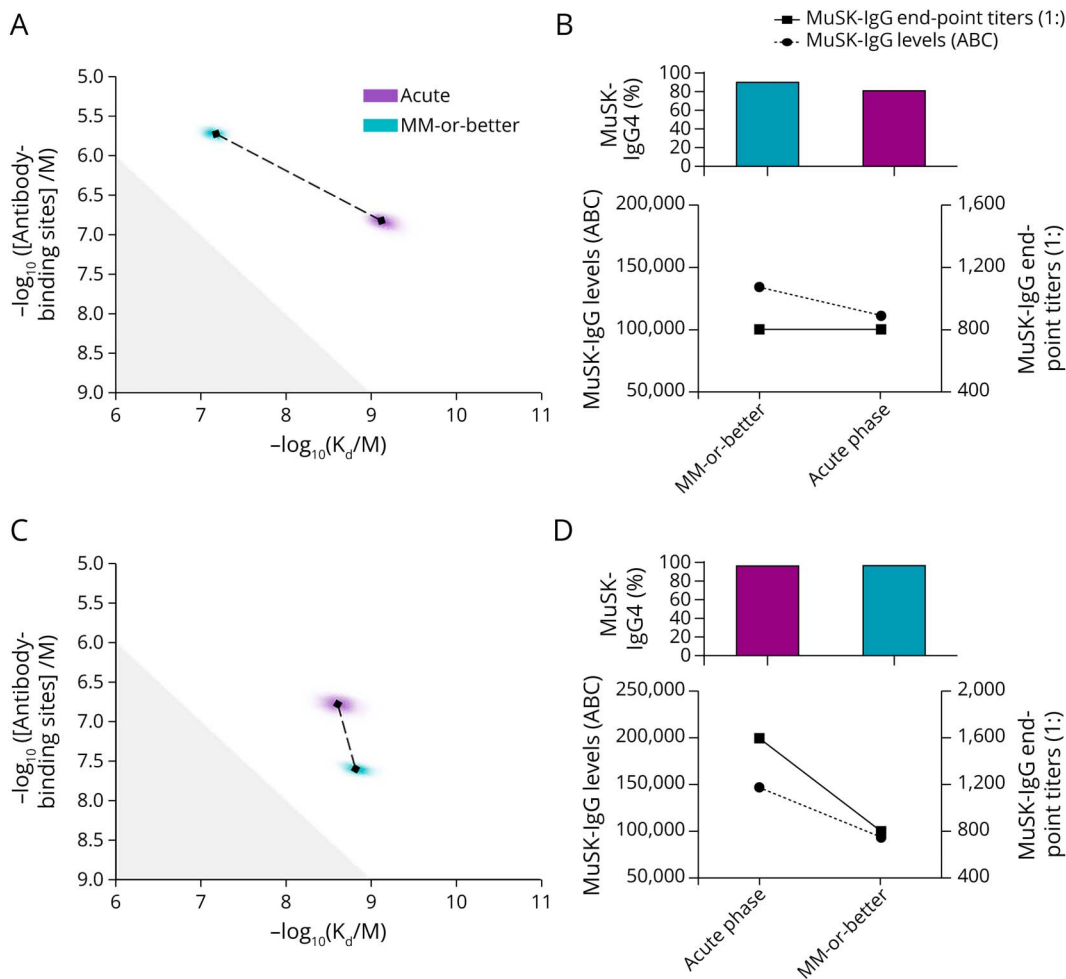 A
–log₁₀ ([Antibody-
binding sites] /M)
5.0
5.5
6.0
6.5
7.0
7.5
8.0
8.5
9.0
Acute
MM-or-better
6 7 8 9 10 11
–log₁₀(K_d/M)
B
MuSK-IgG end-point titers (1:)
MuSK-IgG levels (ABC)
MuSK-
IgG4 (%)
100
80
60
40
20
0
MuSK-IgG levels (ABC)
200,000
150,000
100,000
50,000
1,600
1,200
800
400
MuSK-IgG end-
point titers (1:)
MM-or-better
Acute phase
C
–log₁₀ ([Antibody-
binding sites] /M)
5.0
5.5
6.0
6.5
7.0
7.5
8.0
8.5
9.0
6 7 8 9 10 11
–log₁₀(K_d/M)
D
MuSK-
IgG4 (%)
100
80
60
40
20
0
MuSK-IgG levels (ABC)
250,000
200,000
150,000
100,000
50,000
2,000
1,600
1,200
800
400
MuSK-IgG end-
point titers (1:)
Acute phase
MM-or-better